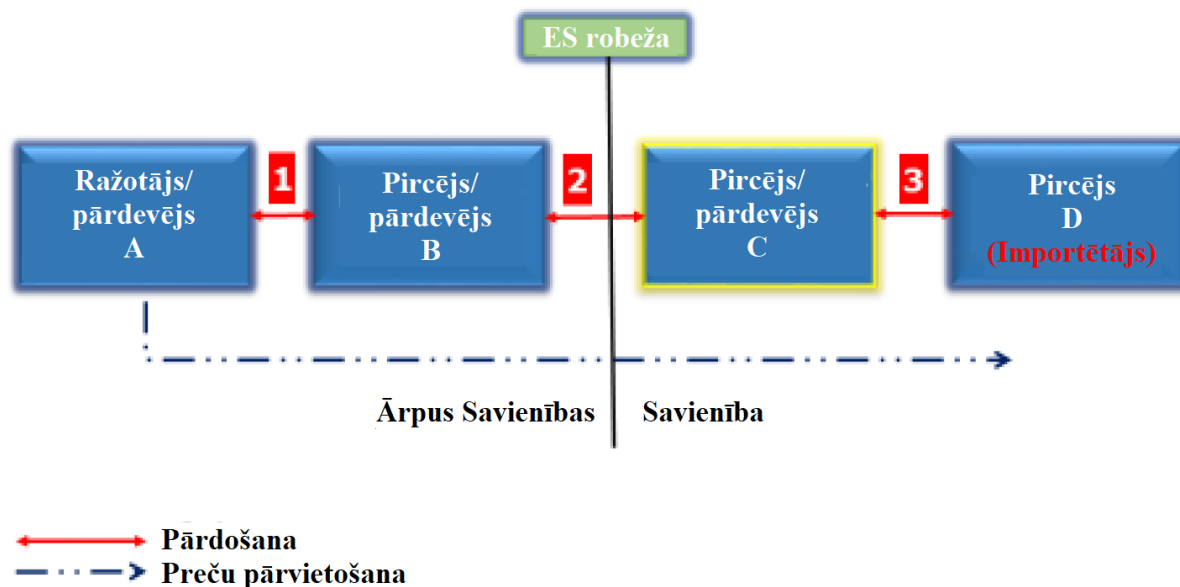 ES robeža
Ražotājs/
pārdevējs
A
1
Pircējs/
pārdevējs
B
2
Pircējs/
pārdevējs
C
3
Pircējs
D
(Importētājs)
Ārpus Savienības
Savienība
Pārdošana
Preču pārvietošana